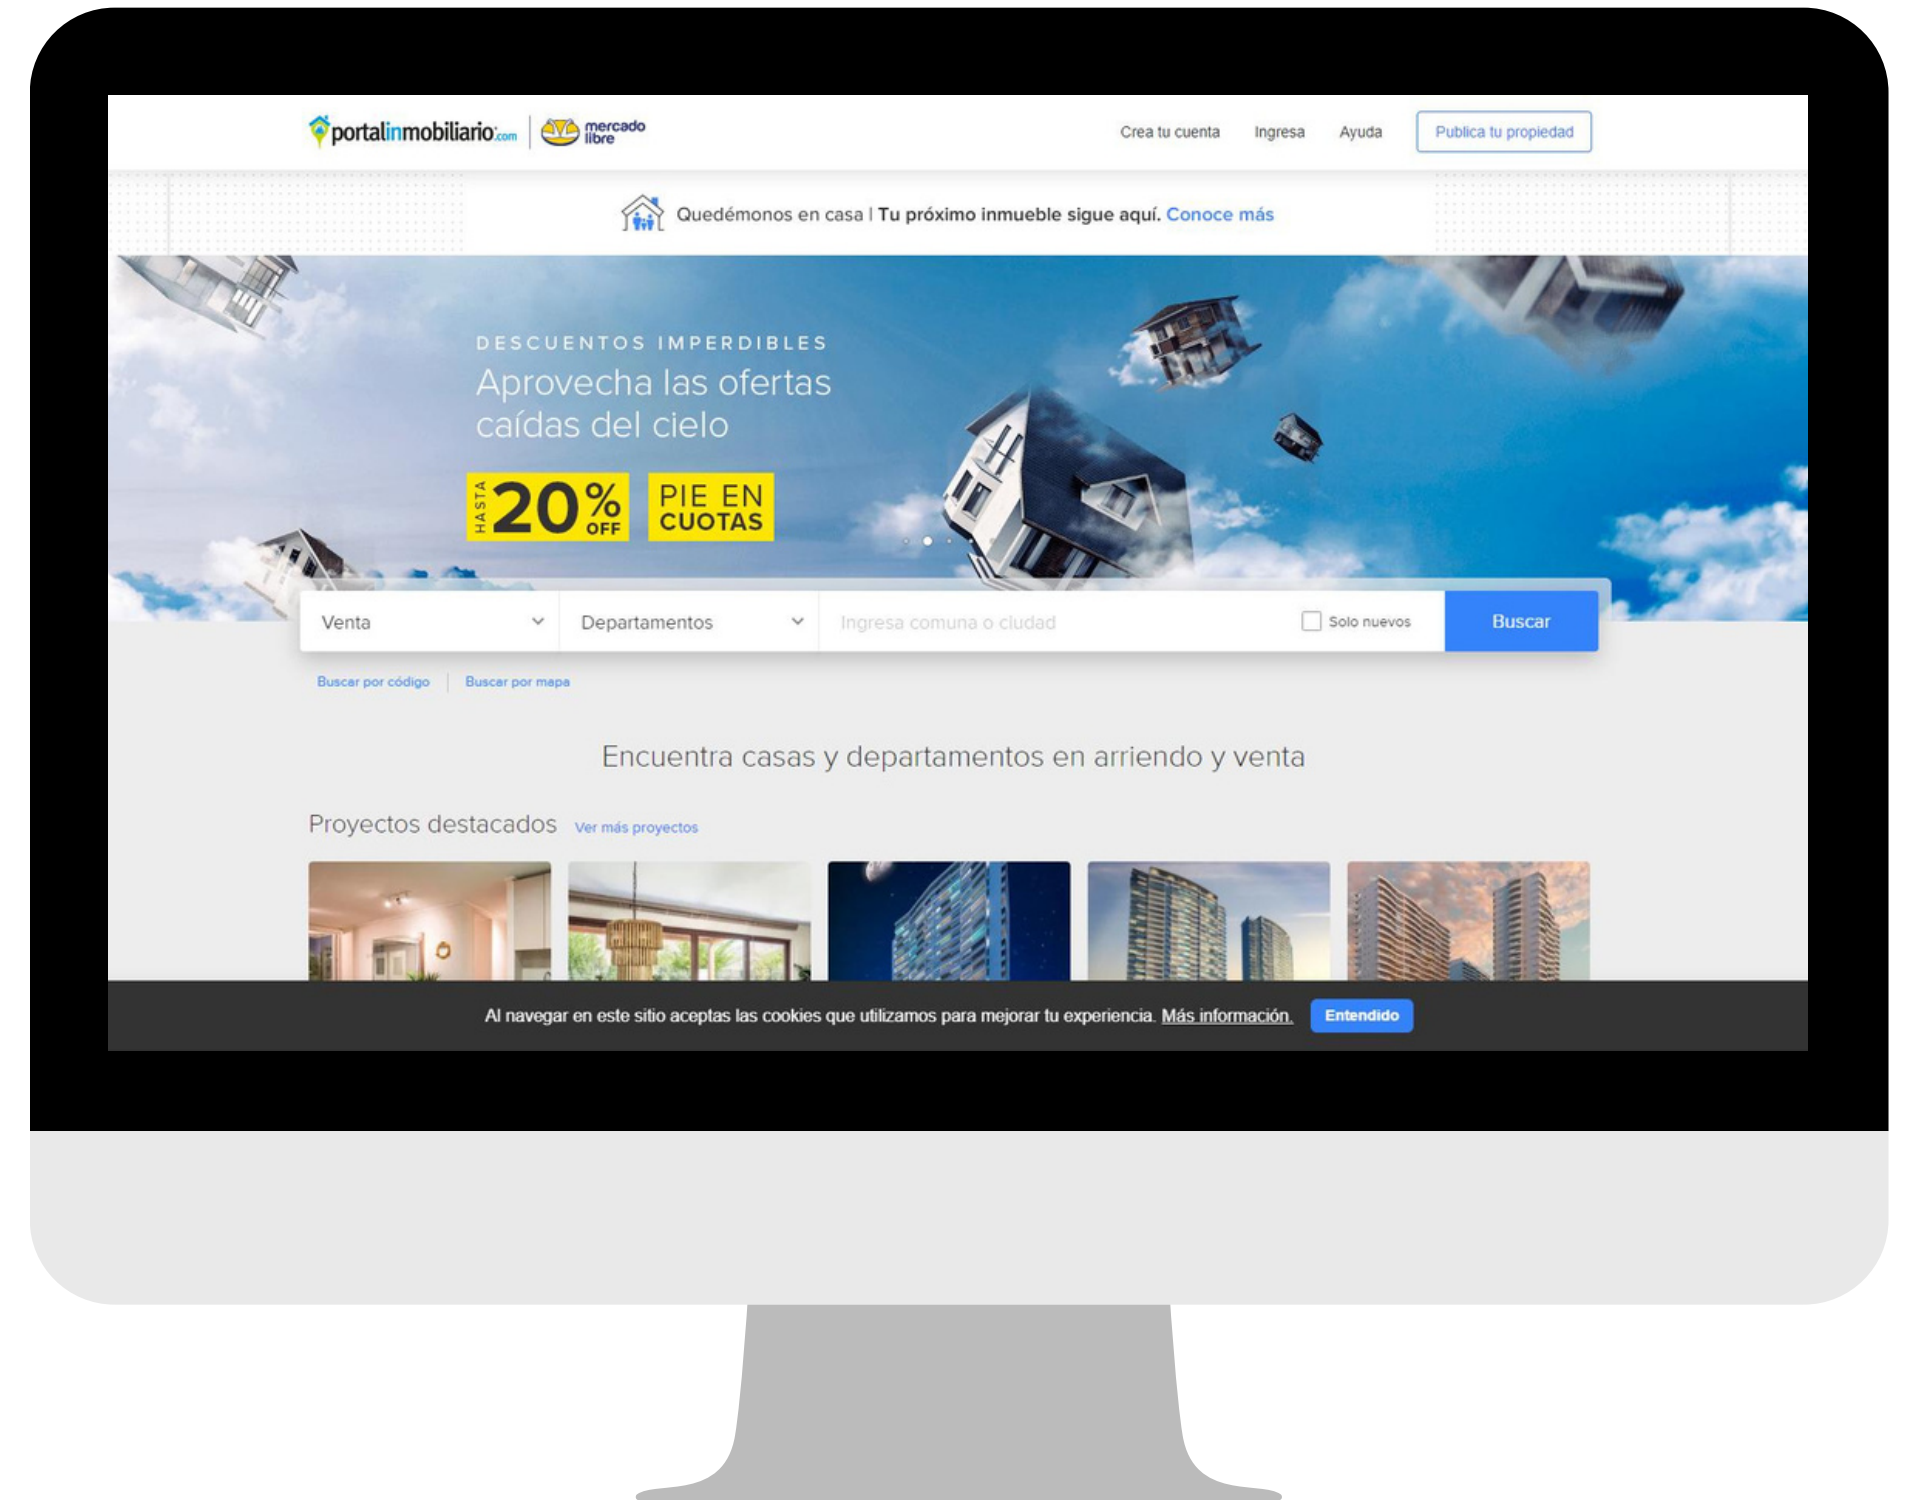 portalinmobiliario.com
mercado
libre
Crea tu cuenta
Ingresa
Ayuda
Publica tu propiedad
Quedémonos en casa | Tu próximo inmueble sigue aquí. Conoce más
DESCUENTOS IMPERDIBLES
Aprovecha las ofertas
caídas del cielo
HASTA 20% OFF
PIE EN
CUOTAS
Venta
Departamentos
Ingresa comuna o ciudad
Solo nuevos
Buscar
Buscar por código
Buscar por mapa
Encuentra casas y departamentos en arriendo y venta
Proyectos destacados
Ver más proyectos
Al navegar en este sitio aceptas las cookies que utilizamos para mejorar tu experiencia. Más información.
Entendido